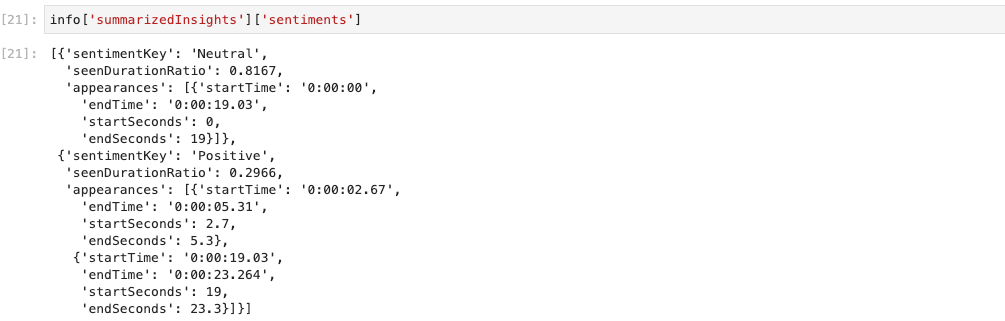 [21]: info['summarizedInsights']['sentiments']
[21]: [{'sentimentKey': 'Neutral',
'seenDurationRatio': 0.8167,
'appearances': [{'startTime': '0:00:00',
'endTime': '0:00:19.03',
'startSeconds': 0,
'endSeconds': 19}]},
{'sentimentKey': 'Positive',
'seenDurationRatio': 0.2966,
'appearances': [{'startTime': '0:00:02.67',
'endTime': '0:00:05.31',
'startSeconds': 2.7,
'endSeconds': 5.3},
{'startTime': '0:00:19.03',
'endTime': '0:00:23.264',
'startSeconds': 19,
'endSeconds': 23.3}]}]